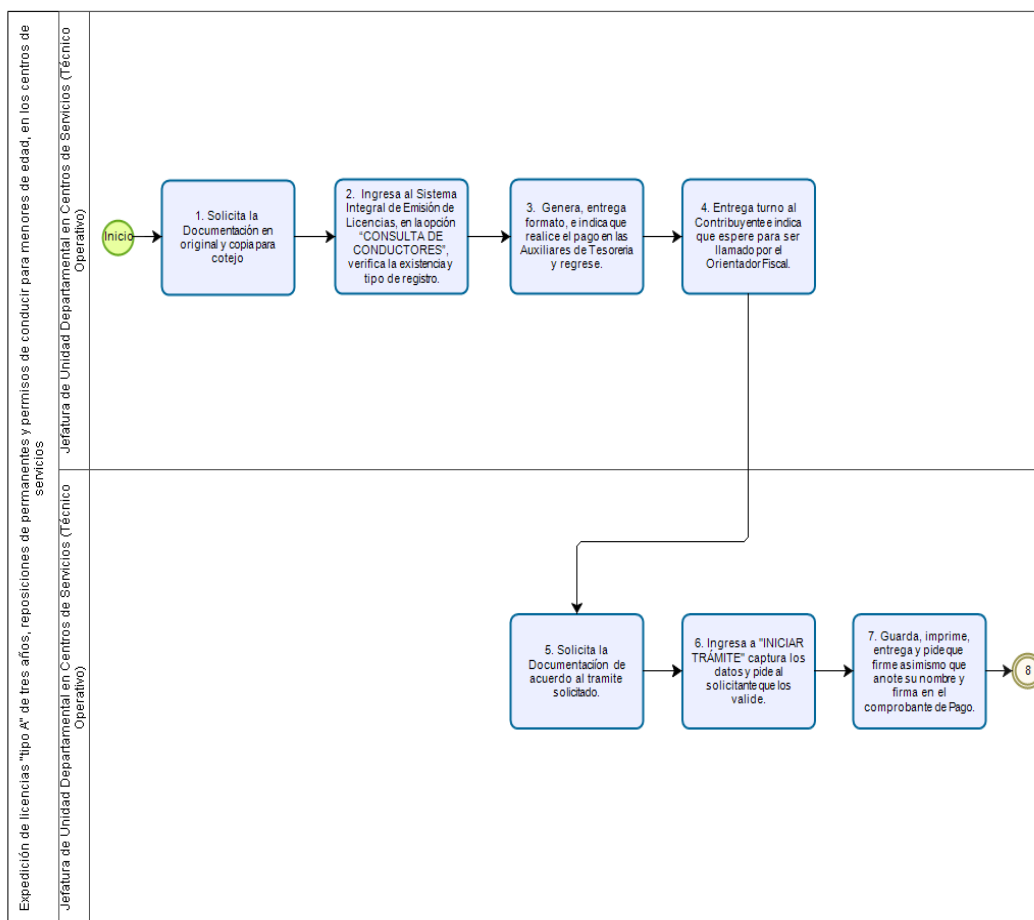 Expedición de licencias "tipo A" de tres años, reposiciones de permanentes y permisos de conducir para menores de edad, en los centros de
servicios
Jefatura de Unidad Departamental en Centros de Servicios (Técnico
Operativo)
Inicio
1. Solicita la
Documentación en
original y copia para
cotejo
2. Ingresa al Sistema
Integral de Emisión de
Licencias, en la opción
“CONSULTA DE
CONDUCTORES”,
verifica la existencia y
tipo de registro.
3. Genera, entrega
formato, e indica que
realice el pago en las
Auxiliares de Tesorería
y regrese.
4. Entrega turno al
Contribuyente e indica
que espere para ser
llamado por el
Orientador Fiscal.
Jefatura de Unidad Departamental en Centros de Servicios (Técnico
Operativo)
5. Solicita la
Documentación de
acuerdo al tramite
solicitado.
6. Ingresa a "INICIAR
TRÁMITE" captura los
datos y pide al
solicitante que los
valide.
7. Guarda, imprime,
entrega y pide que
firme asimismo que
anote su nombre y
firma en el
comprobante de Pago.
8